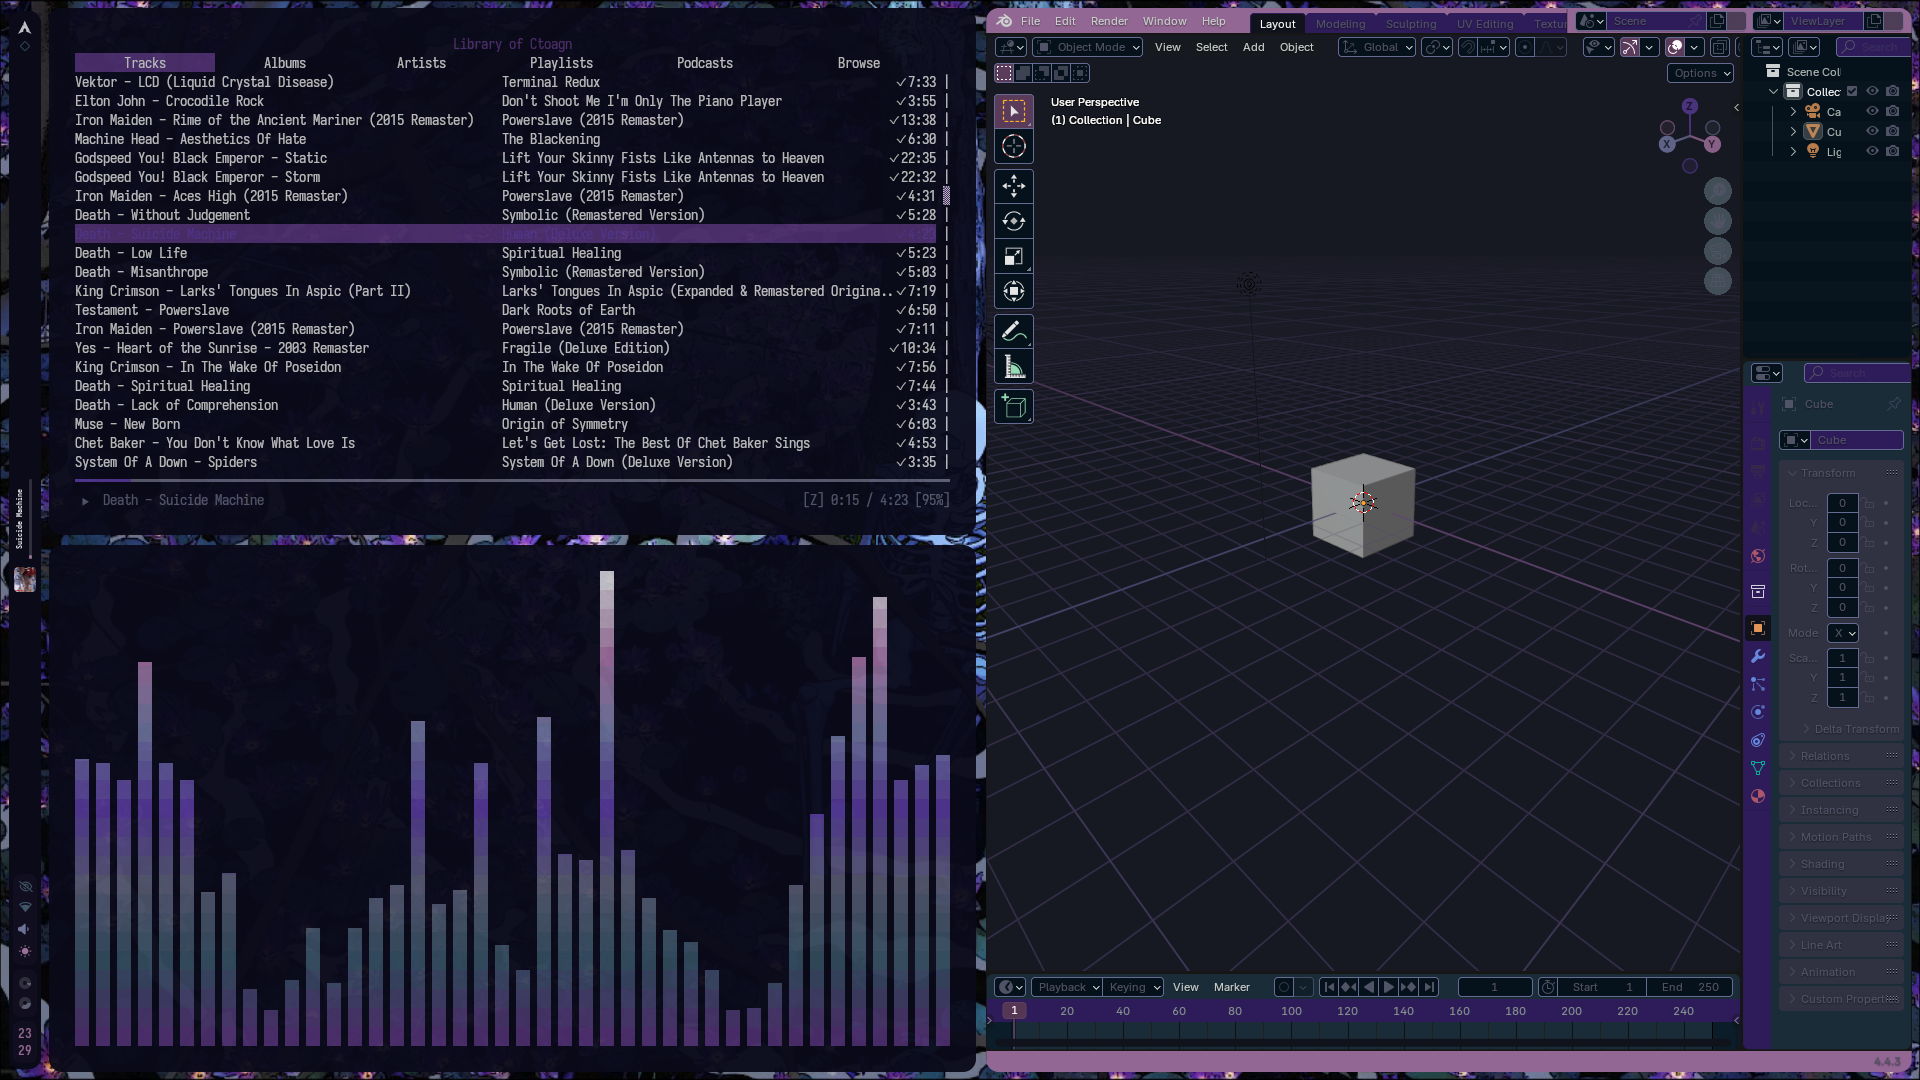 Library of Ctoagn
Tracks Albums Artists Playlists Podcasts Browse
Vektor - LCD (Liquid Crystal Disease) Terminal Redux ✓7:33
Elton John - Crocodile Rock Don't Shoot Me I'm Only The Piano Player ✓3:55
Iron Maiden - Rime of the Ancient Mariner (2015 Remaster) Powerslave (2015 Remaster) ✓13:38
Machine Head - Aesthetics Of Hate The Blackening ✓6:30
Godspeed You! Black Emperor - Static Lift Your Skinny Fists Like Antennas to Heaven ✓22:35
Godspeed You! Black Emperor - Storm Lift Your Skinny Fists Like Antennas to Heaven ✓22:32
Iron Maiden - Aces High (2015 Remaster) Powerslave (2015 Remaster) ✓4:31
Death - Without Judgement Symbolic (Remastered Version) ✓5:28
Death - Suicide Machine Human (Deluxe Version) ✓4:23
Death - Low Life Spiritual Healing ✓5:23
Death - Misanthrope Symbolic (Remastered Version) ✓5:03
King Crimson - Larks' Tongues In Aspic (Part II) Larks' Tongues In Aspic (Expanded & Remastered Origina..✓7:19
Testament - Powerslave Dark Roots of Earth ✓6:50
Iron Maiden - Powerslave (2015 Remaster) Powerslave (2015 Remaster) ✓7:11
Yes - Heart of the Sunrise - 2003 Remaster Fragile (Deluxe Edition) ✓10:34
King Crimson - In The Wake Of Poseidon In The Wake Of Poseidon ✓7:56
Death - Spiritual Healing Spiritual Healing ✓7:44
Death - Lack of Comprehension Human (Deluxe Version) ✓3:43
Muse - New Born Origin of Symmetry ✓6:03
Chet Baker - You Don't Know What Love Is Let's Get Lost: The Best Of Chet Baker Sings ✓4:53
System Of A Down - Spiders System Of A Down (Deluxe Version) ✓3:35
Death - Suicide Machine [Z] 0:15 / 4:23 [95%]
Suicide Machine
23
29
File Edit Render Window Help Layout Modeling Sculpting UV Editing Textur Scene ViewLayer
Object Mode View Select Add Object Global Search
Options
User Perspective
(1) Collection | Cube
Z
X
Y
Scene Coll
Collec
Ca
Cu
Lig
Search
Cube
Cube
Transform
Loc... 0
Y 0
Z 0
Rot... 0
Y 0
Z 0
Mode X
Sca... 1
Y 1
Z 1
Delta Transform
Relations
Collections
Instancing
Motion Paths
Shading
Visibility
Viewport Display
Line Art
Animation
Custom Properties
Playback Keying View Marker 1 Start 1 End 250
1 20 40 60 80 100 120 140 160 180 200 220 240
4.4.3